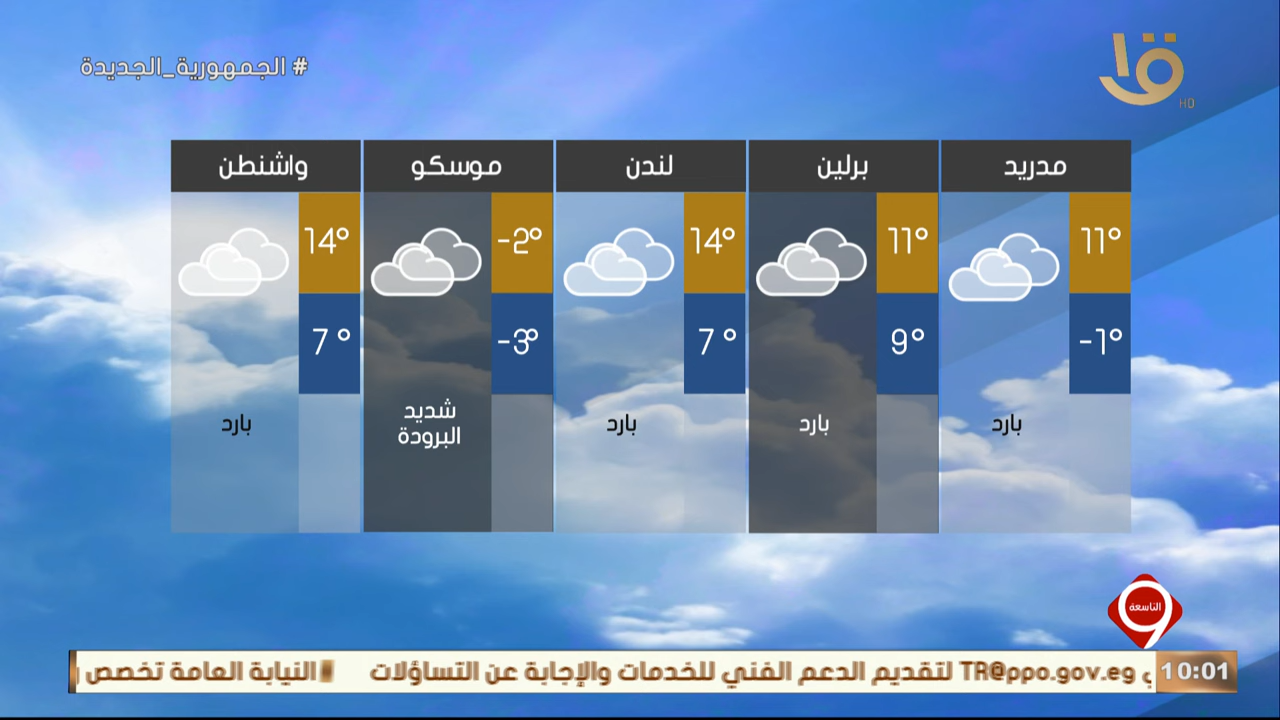 # الجمهورية_الجديدة
HD
مدريد
11°
-1°
بارد
برلين
11°
9°
بارد
لندن
14°
7°
بارد
موسكو
-2°
-3°
شديد
البرودة
واشنطن
14°
7°
بارد
التاسعة
9
TR@ppo.gov.eg لتقديم الدعم الفني للخدمات والإجابة عن التساؤلات
النيابة العامة تخصص
10:01